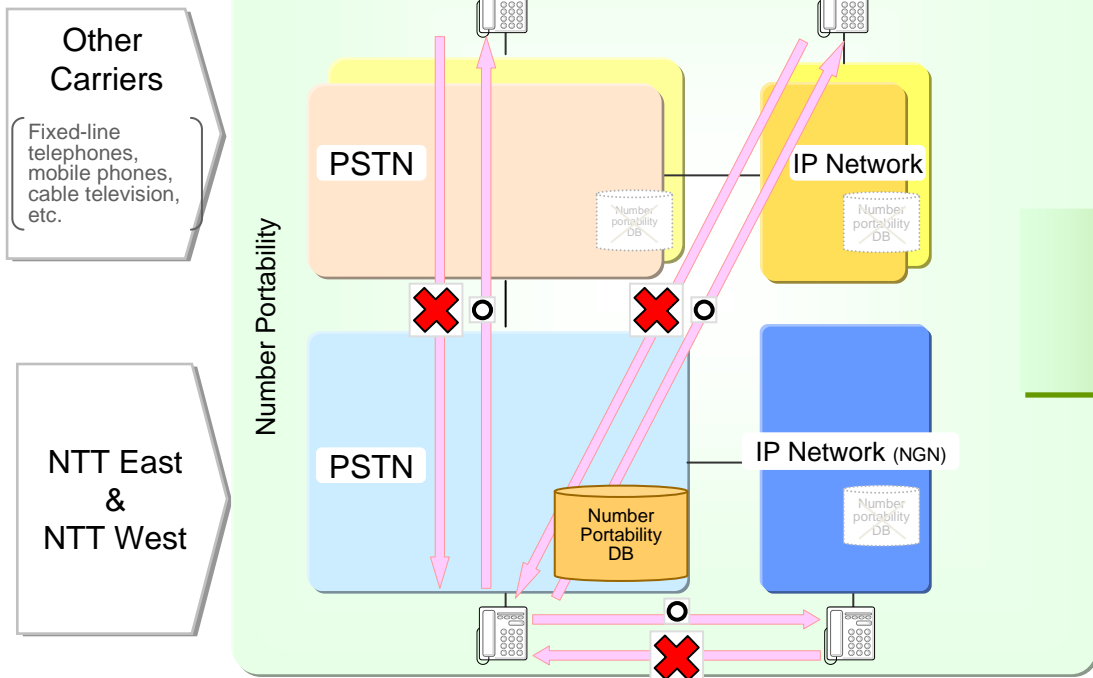 Other
Carriers
Fixed-line
telephones,
mobile phones,
cable television,
etc.
NTT East
&
NTT West
Number Portability
PSTN
Number
portability
DB
IP Network
Number
portability
DB
PSTN
Number
Portability
DB
IP Network (NGN)
Number
portability
DB